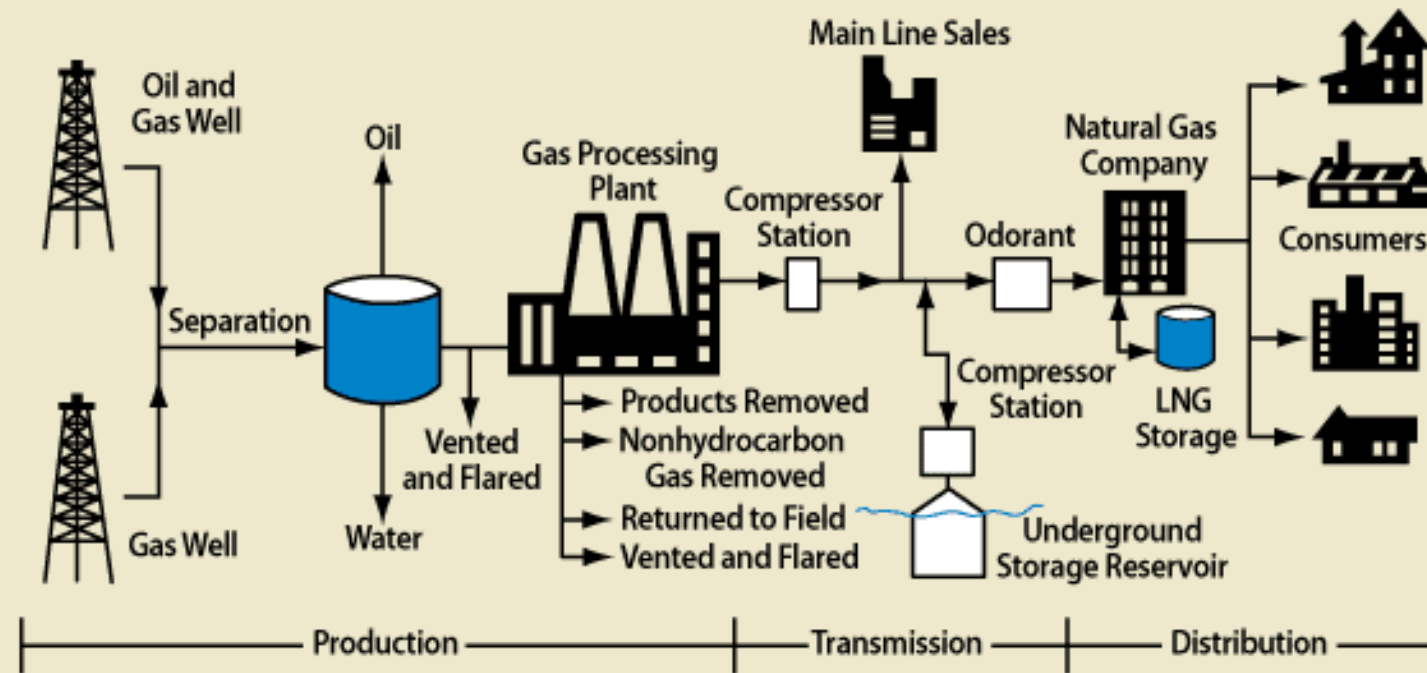 Main Line Sales
Oil and
Gas Well
Oil
Gas Processing
Plant
Compressor
Station
Odorant
Natural Gas
Company
Consumers
Separation
Vented
and Flared
Products Removed
Nonhydrocarbon
Gas Removed
Returned to Field
Vented and Flared
Compressor
Station
LNG
Storage
Gas Well
Water
Underground
Storage Reservoir
Production
Transmission
Distribution